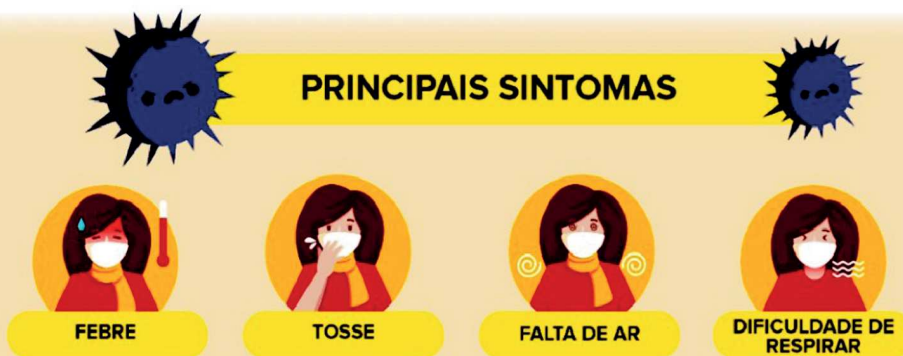 PRINCIPAIS SINTOMAS
FEBRE
TOSSE
FALTA DE AR
DIFICULDADE DE
RESPIRAR